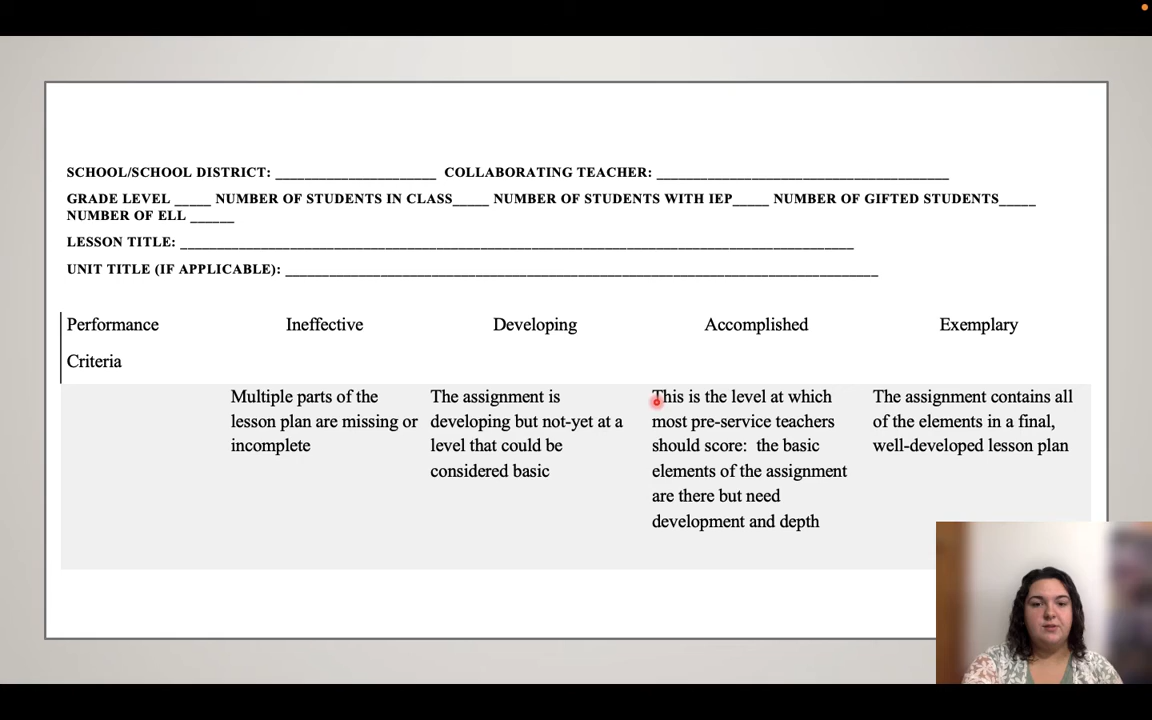 SCHOOL/SCHOOL DISTRICT: ______________________ COLLABORATING TEACHER: ________________________________________
GRADE LEVEL _____ NUMBER OF STUDENTS IN CLASS_____ NUMBER OF STUDENTS WITH IEP_____ NUMBER OF GIFTED STUDENTS_____
NUMBER OF ELL ______
LESSON TITLE: ____________________________________________________________________________________________
UNIT TITLE (IF APPLICABLE): _________________________________________________________________________________
Performance Ineffective Developing Accomplished Exemplary
Criteria
Multiple parts of the
lesson plan are missing or
incomplete
The assignment is
developing but not-yet at a
level that could be
considered basic
This is the level at which
most pre-service teachers
should score:  the basic
elements of the assignment
are there but need
development and depth
The assignment contains all
of the elements in a final,
well-developed lesson plan